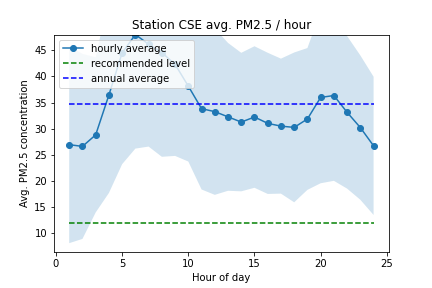 Station CSE avg. PM2.5 / hour
hourly average
recommended level
annual average
Avg. PM2.5 concentration
45
40
35
30
25
20
15
10
0 5 10 15 20 25
Hour of day